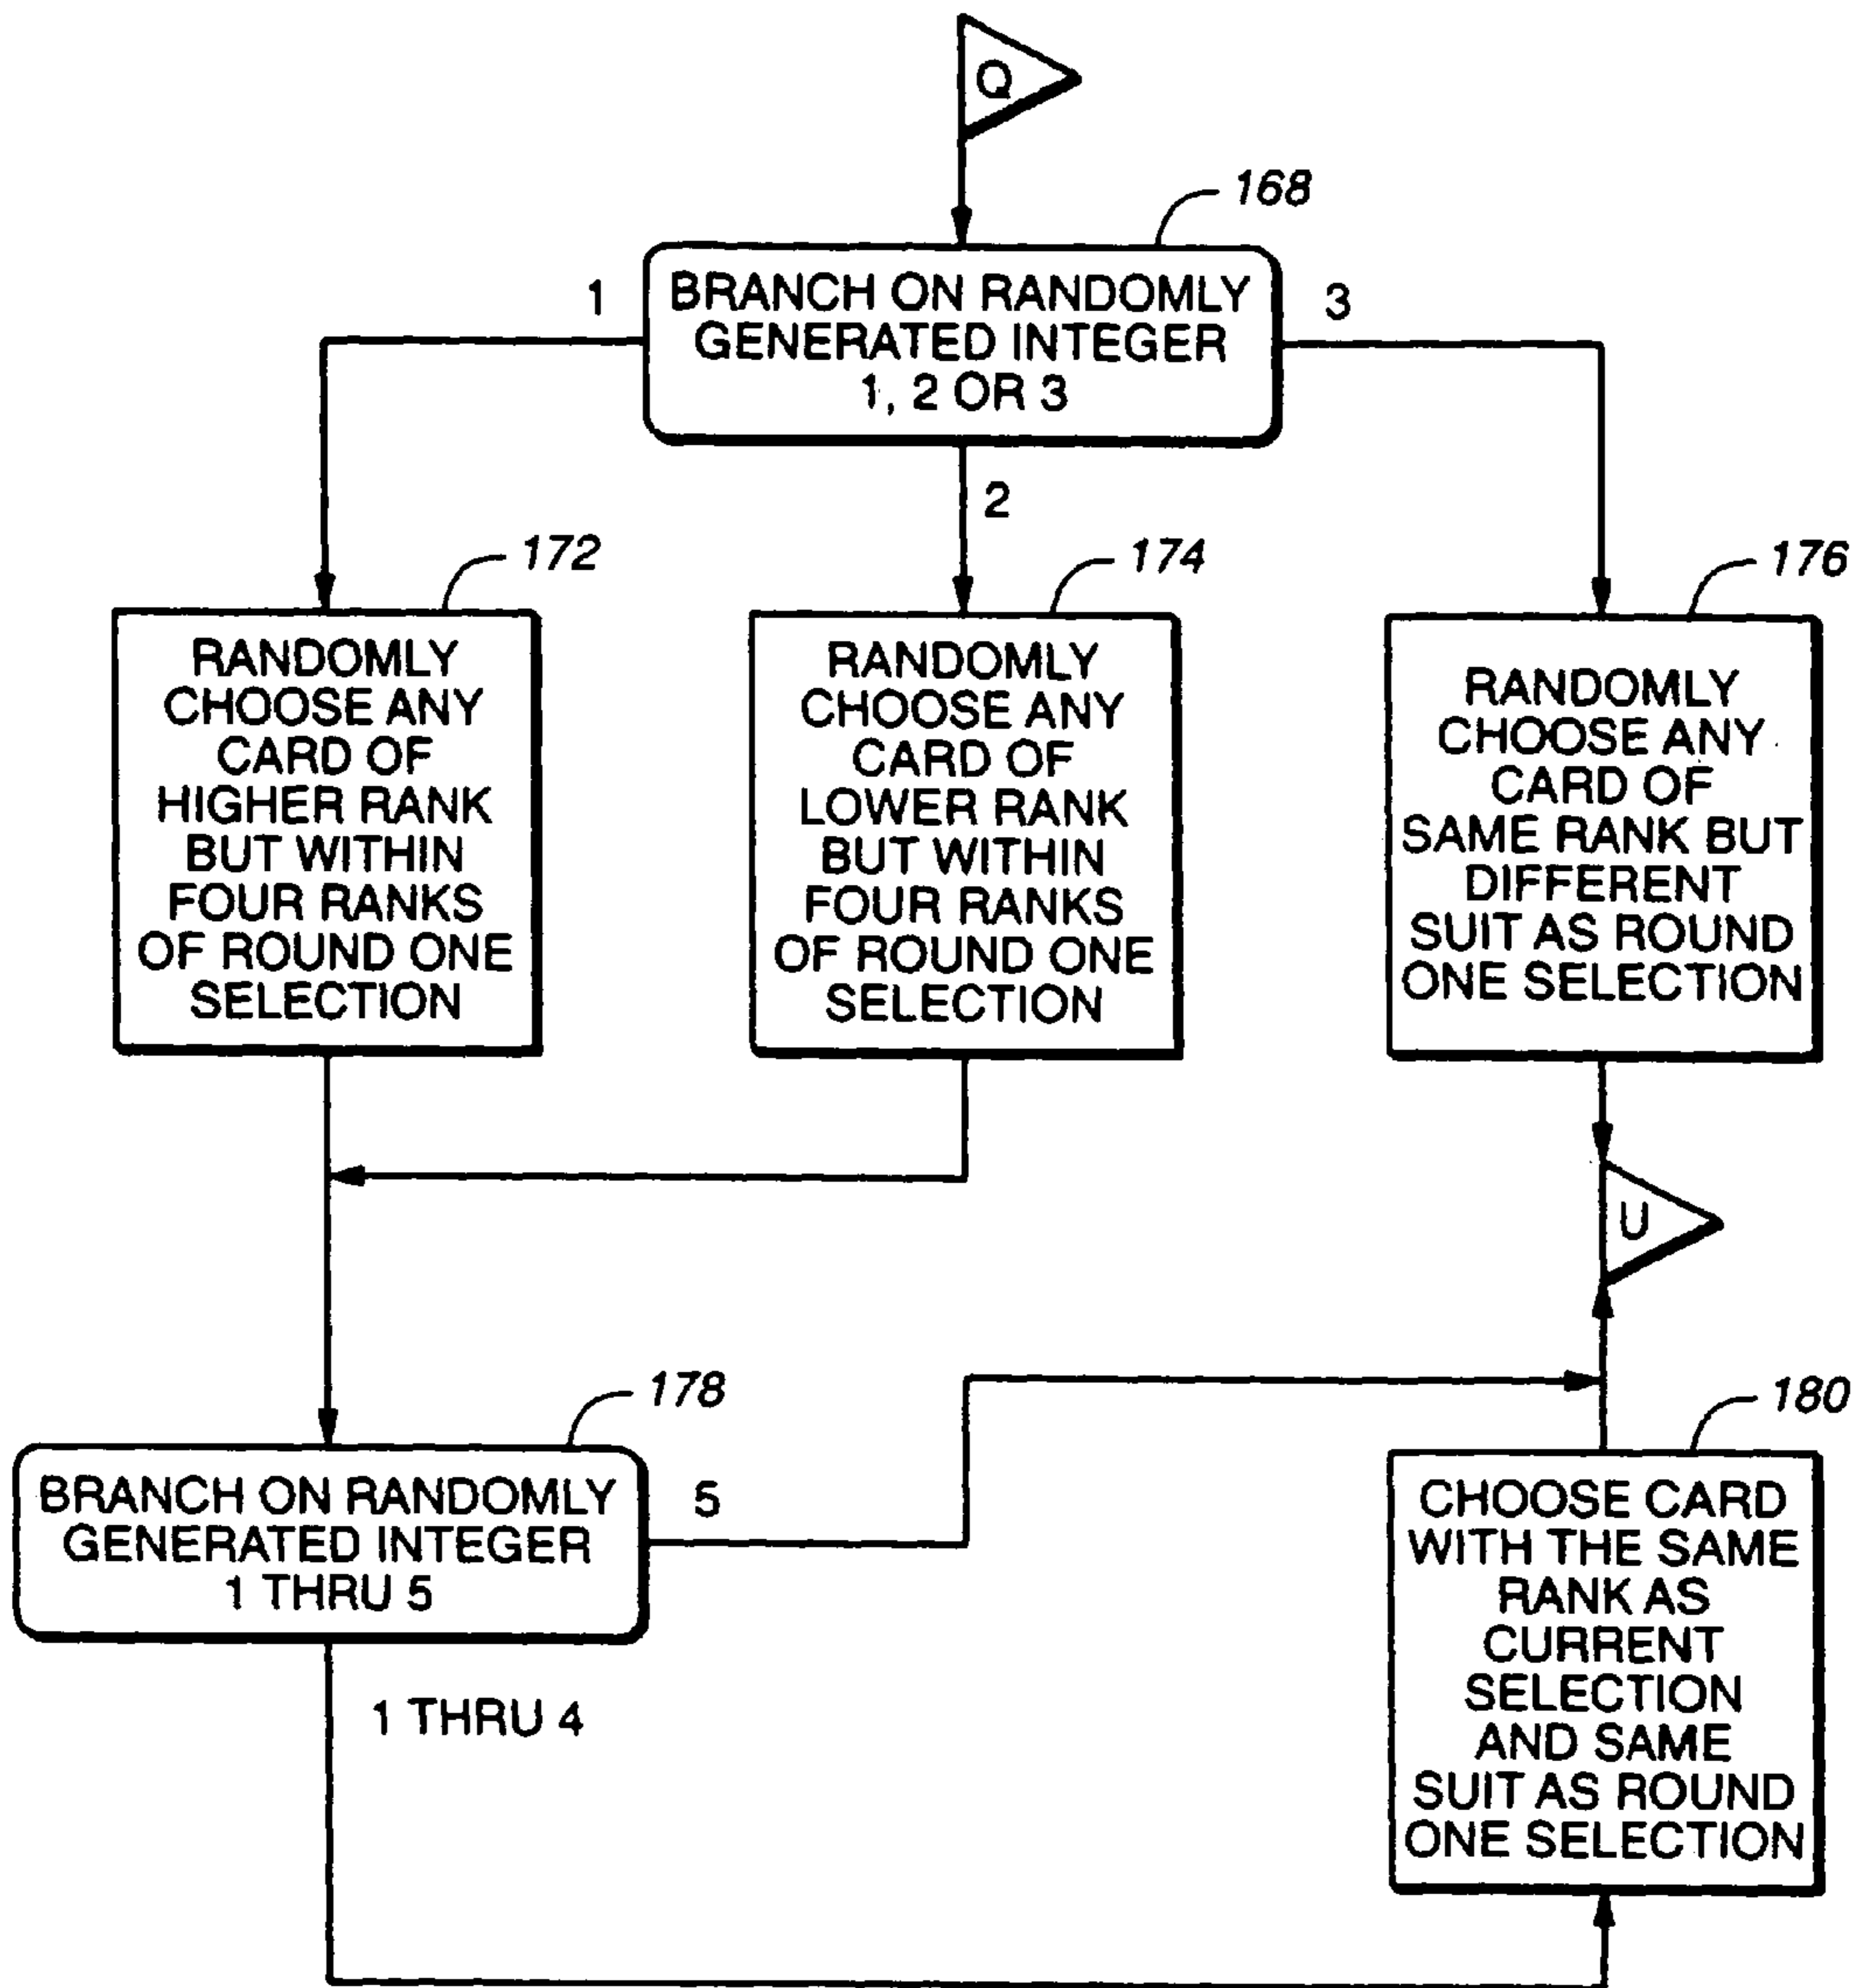 Q
168
1
BRANCH ON RANDOMLY
GENERATED INTEGER
1, 2 OR 3
3
2
172
RANDOMLY
CHOOSE ANY
CARD OF
HIGHER RANK
BUT WITHIN
FOUR RANKS
OF ROUND ONE
SELECTION
174
RANDOMLY
CHOOSE ANY
CARD OF
LOWER RANK
BUT WITHIN
FOUR RANKS
OF ROUND ONE
SELECTION
176
RANDOMLY
CHOOSE ANY
CARD OF
SAME RANK BUT
DIFFERENT
SUIT AS ROUND
ONE SELECTION
U
178
BRANCH ON RANDOMLY
GENERATED INTEGER
1 THRU 5
5
1 THRU 4
180
CHOOSE CARD
WITH THE SAME
RANK AS
CURRENT
SELECTION
AND SAME
SUIT AS ROUND
ONE SELECTION